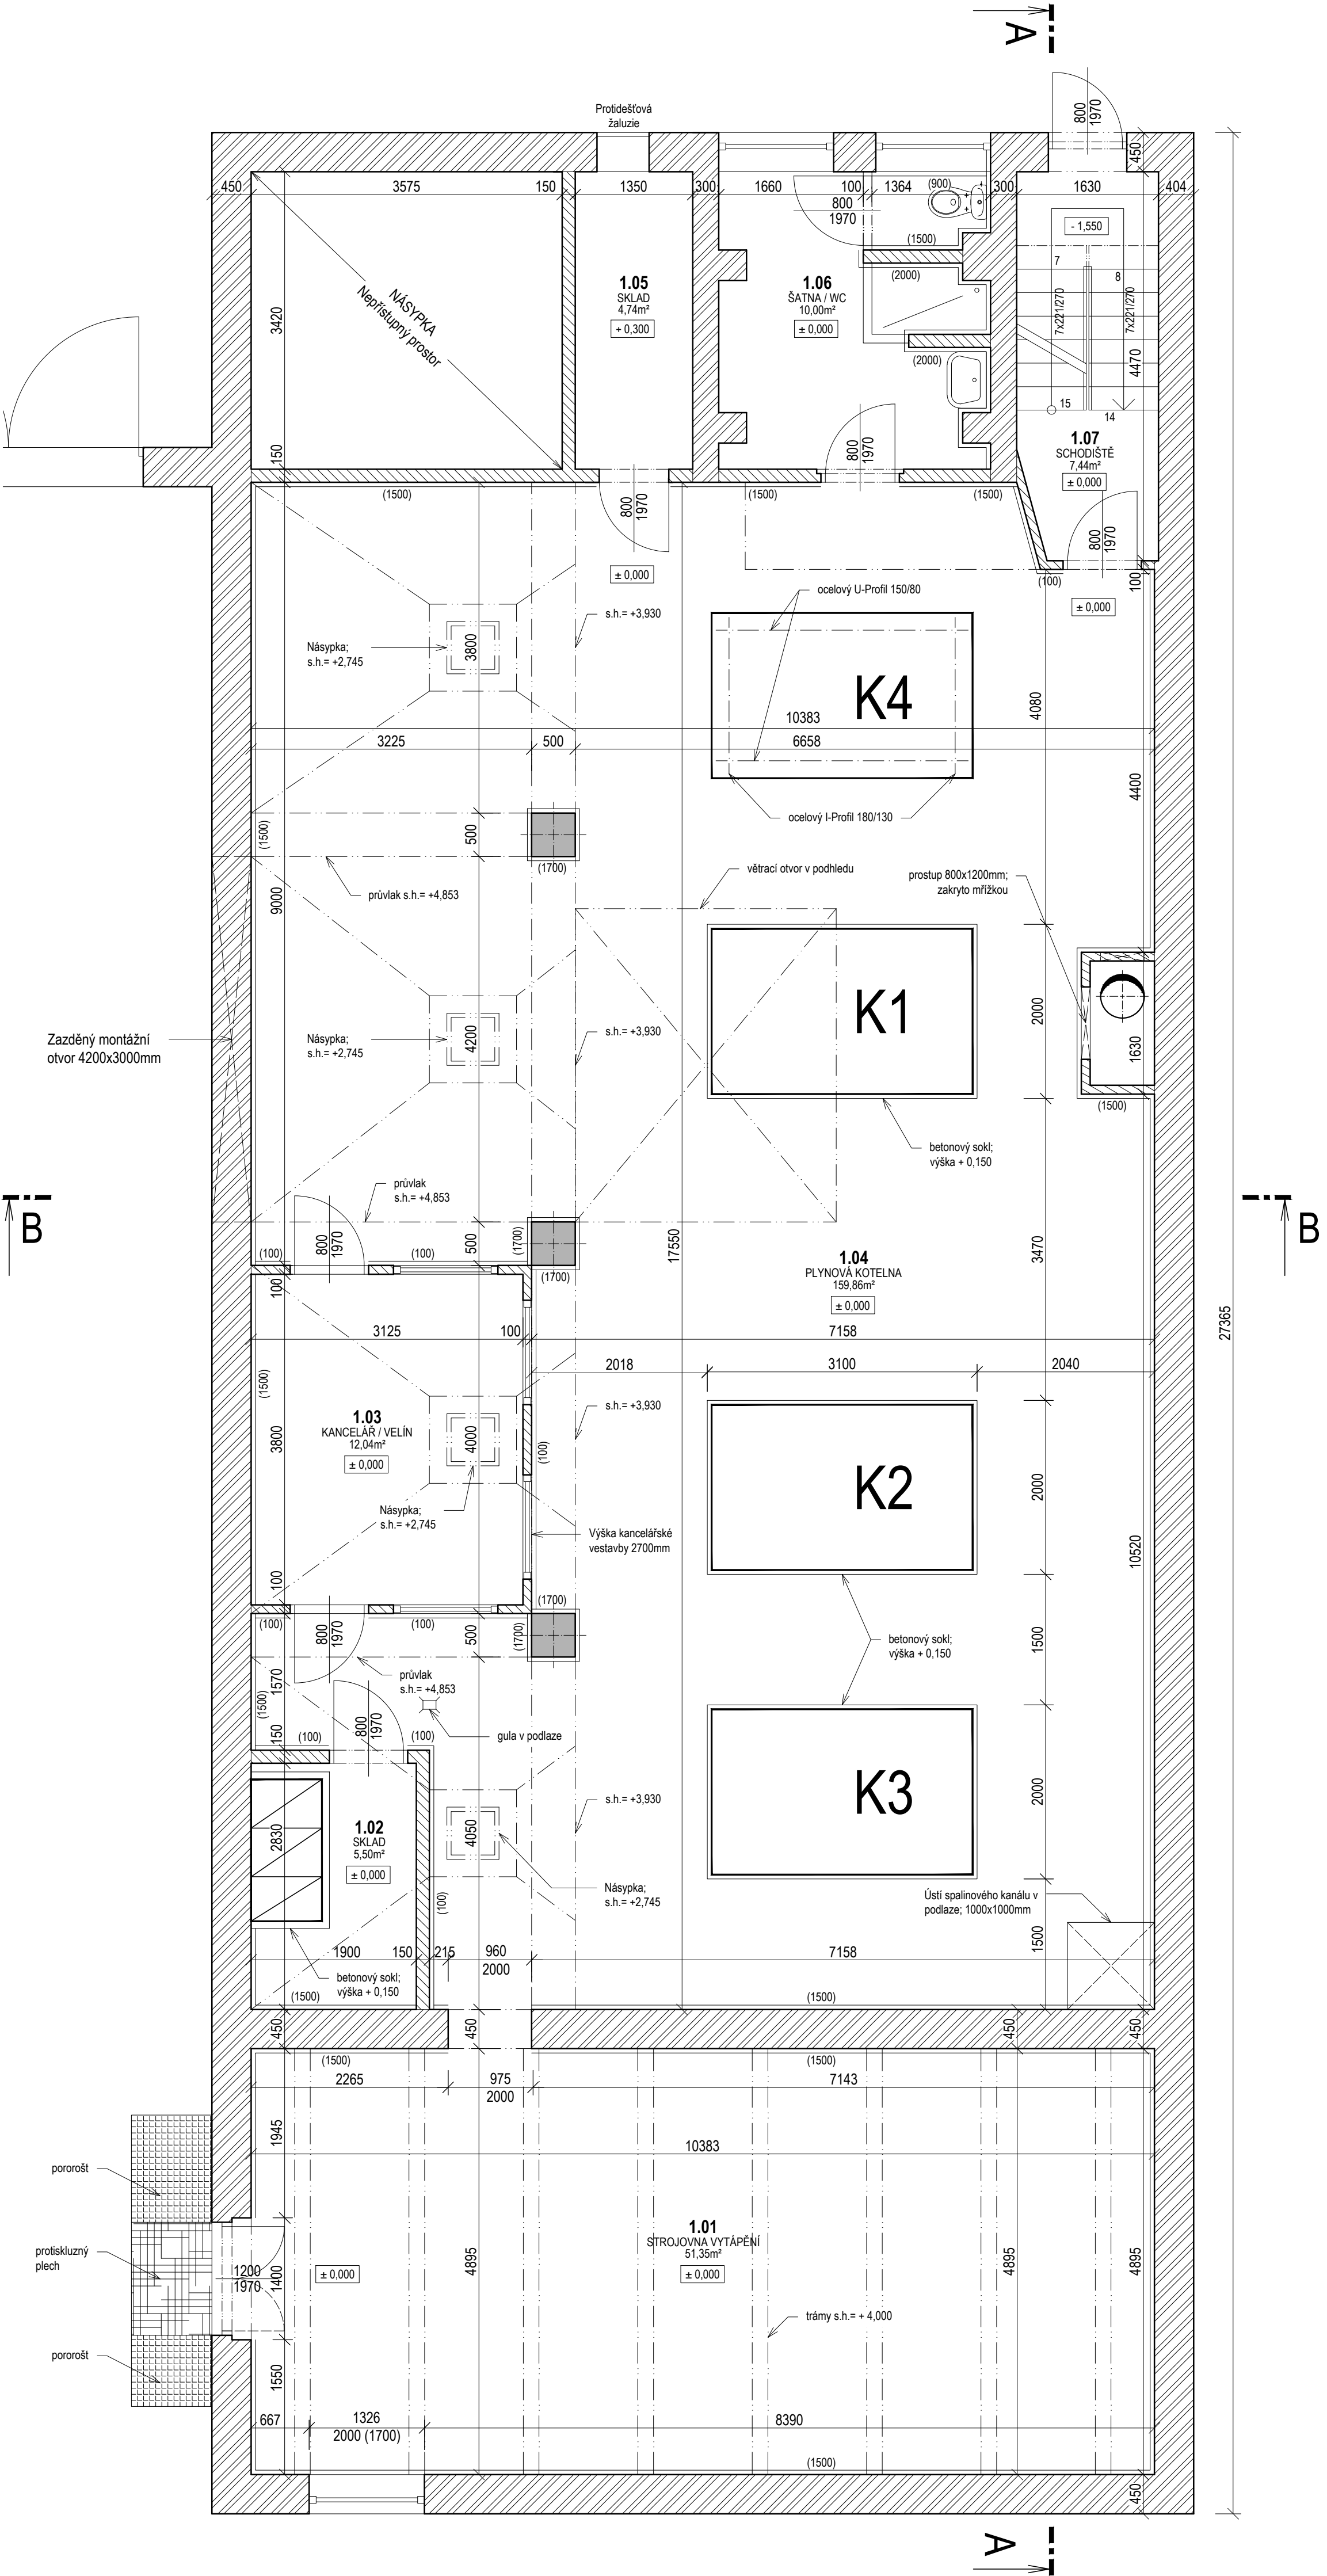 A
800
1970
Protidešťová
žaluzie
450
450
3575
150
1350
300
1660
100
1364
(900)
300
1630
404
800
1970
- 1,550
(1500)
7
8
(2000)
7x221/270
7x221/270
3420
NÁSYPKA
Nepřístupný prostor
1.05
SKLAD
4,74m²
+ 0,300
1.06
ŠATNA / WC
10,00m²
± 0,000
(2000)
4470
15
14
150
800
1970
1.07
SCHODIŠTĚ
7,44m²
± 0,000
(1500)
(1500)
(1500)
800
1970
800
1970
± 0,000
(100)
100
± 0,000
ocelový U-Profil 150/80
s.h.= +3,930
Násypka;
s.h.= +2,745
3800
K4
4080
10383
3225
500
6658
4400
ocelový I-Profil 180/130
(1500)
500
(1700)
větrací otvor v podhledu
prostup 800x1200mm;
zakryto mřížkou
průvlak s.h.= +4,853
9000
K1
2000
Zazděný montážní
otvor 4200x3000mm
Násypka;
s.h.= +2,745
4200
s.h.= +3,930
1630
(1500)
betonový sokl;
výška + 0,150
průvlak
s.h.= +4,853
B
B
800
1970
(100)
(100)
500
(1700)
(1700)
17550
1.04
PLYNOVÁ KOTELNA
159,86m²
± 0,000
3470
100
27365
3125
100
7158
2018
3100
2040
(1500)
s.h.= +3,930
1.03
KANCELÁŘ / VELÍN
12,04m²
± 0,000
3800
4000
(100)
K2
2000
Násypka;
s.h.= +2,745
Výška kancelářské
vestavby 2700mm
10520
100
(1700)
(100)
800
1970
(100)
500
(1700)
betonový sokl;
výška + 0,150
1500
průvlak
s.h.= +4,853
1570
(1500)
150
(100)
800
1970
(100)
gula v podlaze
K3
2000
s.h.= +3,930
1.02
SKLAD
5,50m²
± 0,000
2830
4050
Násypka;
s.h.= +2,745
(100)
Ústí spalinového kanálu v
podlaze; 1000x1000mm
1500
1900
150
215
960
2000
7158
betonový sokl;
výška + 0,150
(1500)
(1500)
450
450
450
450
(1500)
(1500)
2265
975
2000
7143
1945
10383
pororošt
protiskluzný
plech
1.01
STROJOVNA VYTÁPĚNÍ
51,35m²
± 0,000
1200
1970
1400
± 0,000
4895
4895
4895
trámy s.h.= + 4,000
pororošt
1550
667
1326
2000 (1700)
8390
(1500)
450
A